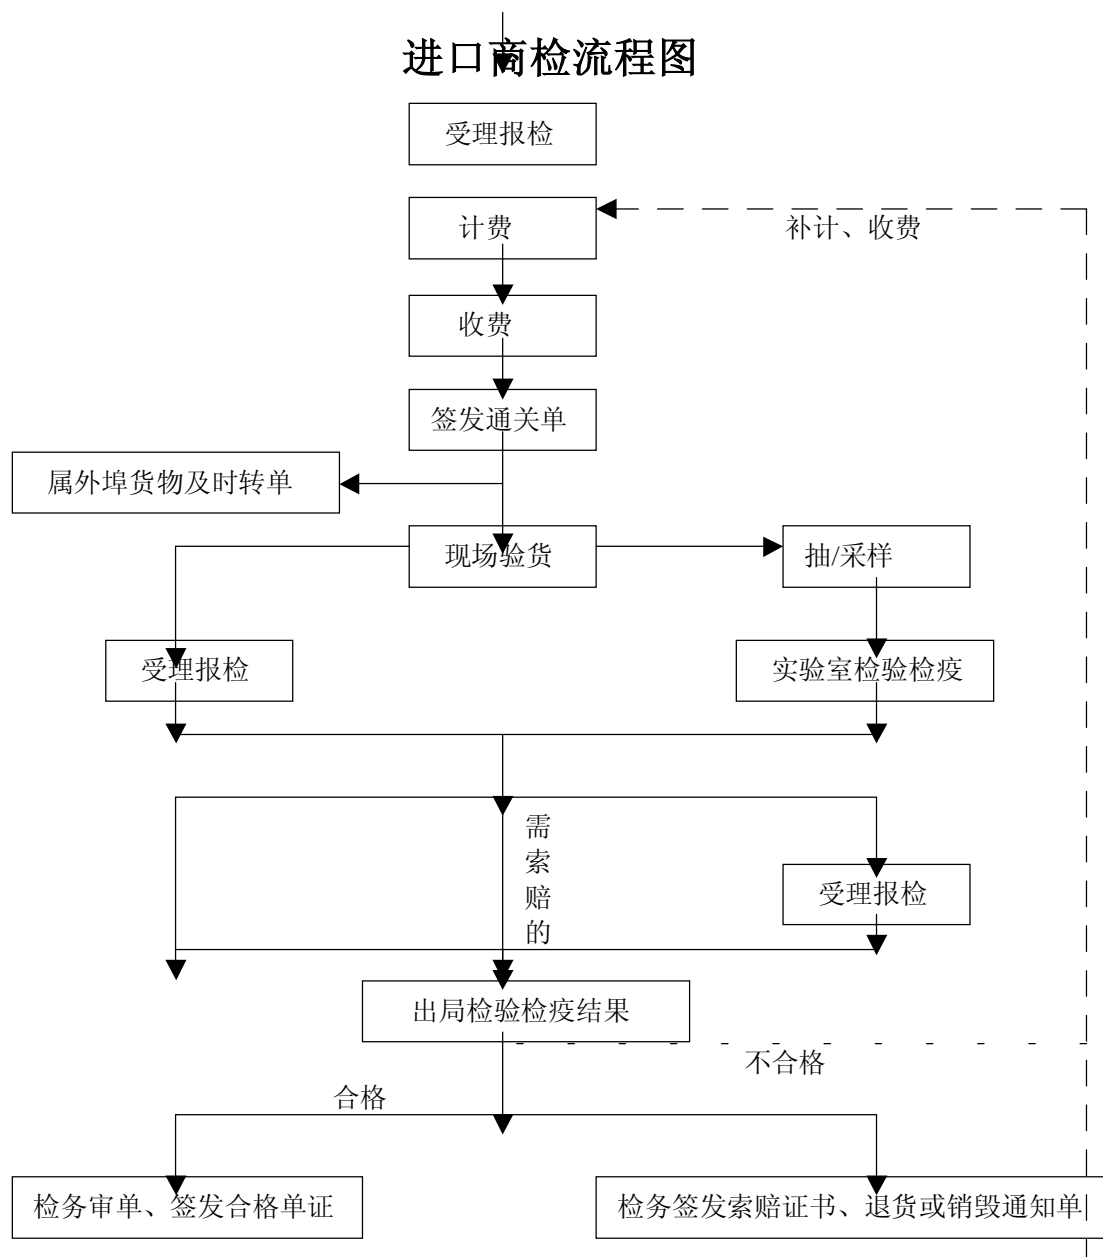 进口商检流程图
受理报检
计费
补计、收费
收费
签发通关单
属外埠货物及时转单
现场验货
抽/采样
受理报检
实验室检验检疫
需
索
赔
的
受理报检
出局检验检疫结果
不合格
合格
检务审单、签发合格单证
检务签发索赔证书、退货或销毁通知单